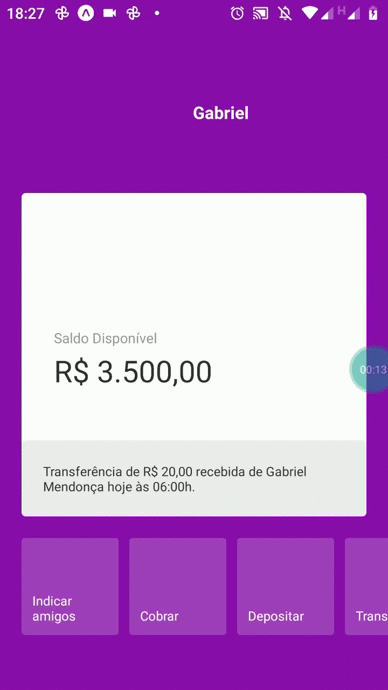 18:27
H
Gabriel
Saldo Disponível
R$ 3.500,00
00:13
Transferência de R$ 20,00 recebida de Gabriel
Mendonça hoje às 06:00h.
Indicar
amigos
Cobrar
Depositar
Trans